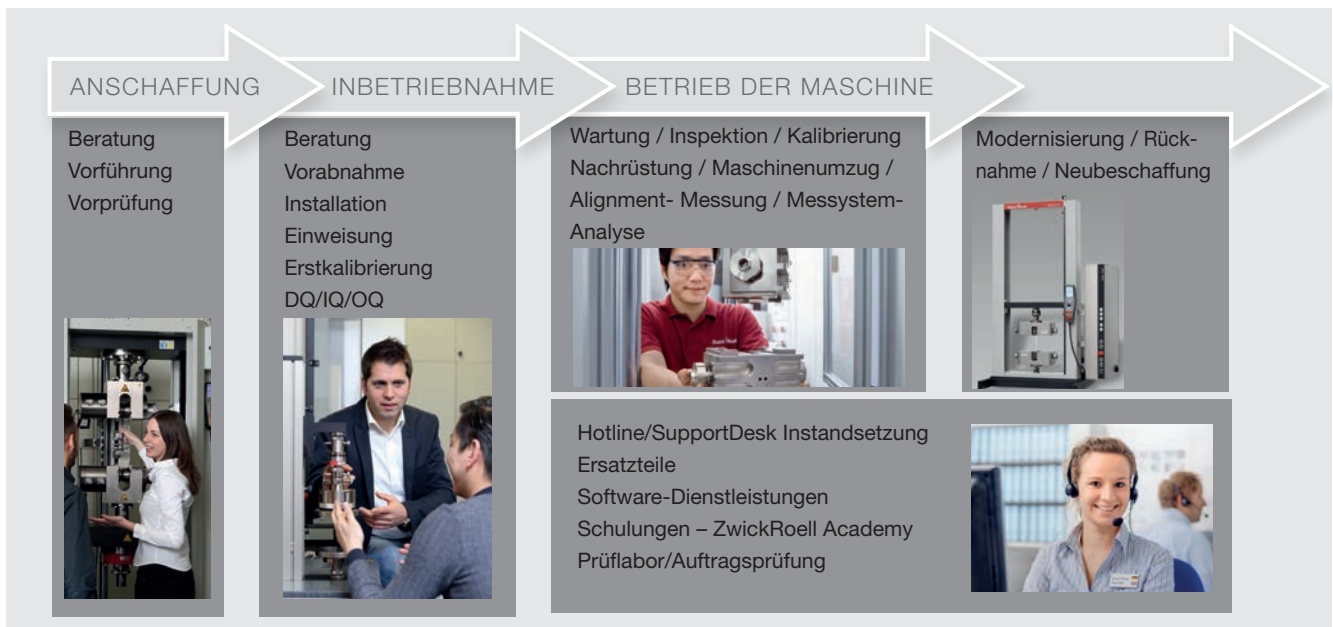 ANSCHAFFUNG
INBETRIEBNAHME
BETRIEB DER MASCHINE
Beratung
Vorführung
Vorprüfung
Beratung
Vorabnahme
Installation
Einweisung
Erstkalibrierung
DQ/IQ/OQ
Wartung / Inspektion / Kalibrierung
Nachrüstung / Maschinenumzug /
Alignment- Messung / Messystem-
Analyse
Modernisierung / Rück-
nahme / Neubeschaffung
Hotline/SupportDesk Instandsetzung
Ersatzteile
Software-Dienstleistungen
Schulungen – ZwickRoell Academy
Prüflabor/Auftragsprüfung